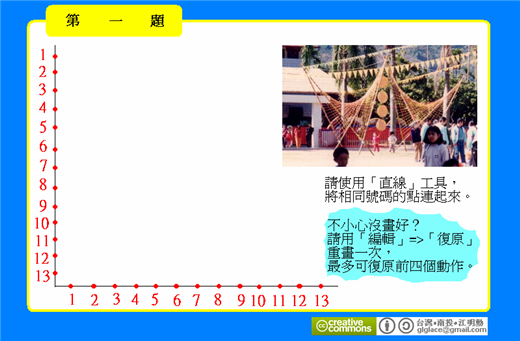 第 一 題
1
2
3
4
5
6
7
8
9
10
11
12
13
1 2 3 4 5 6 7 8 9 10 11 12 13
請使用「直線」工具，
將相同號碼的點連起來。
不小心沒畫好？
請用「編輯」=>「復原」
重畫一次，
最多可復原前四個動作。
creative commons
台灣•南投•江明勳
glglace@gmail.com